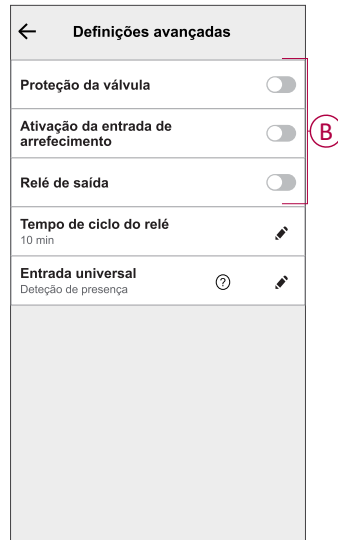 Definições avançadas
Proteção da válvula
Ativação da entrada de
arrefecimento
B
Relé de saída
Tempo de ciclo do relé
10 min
Entrada universal
Deteção de presença
?